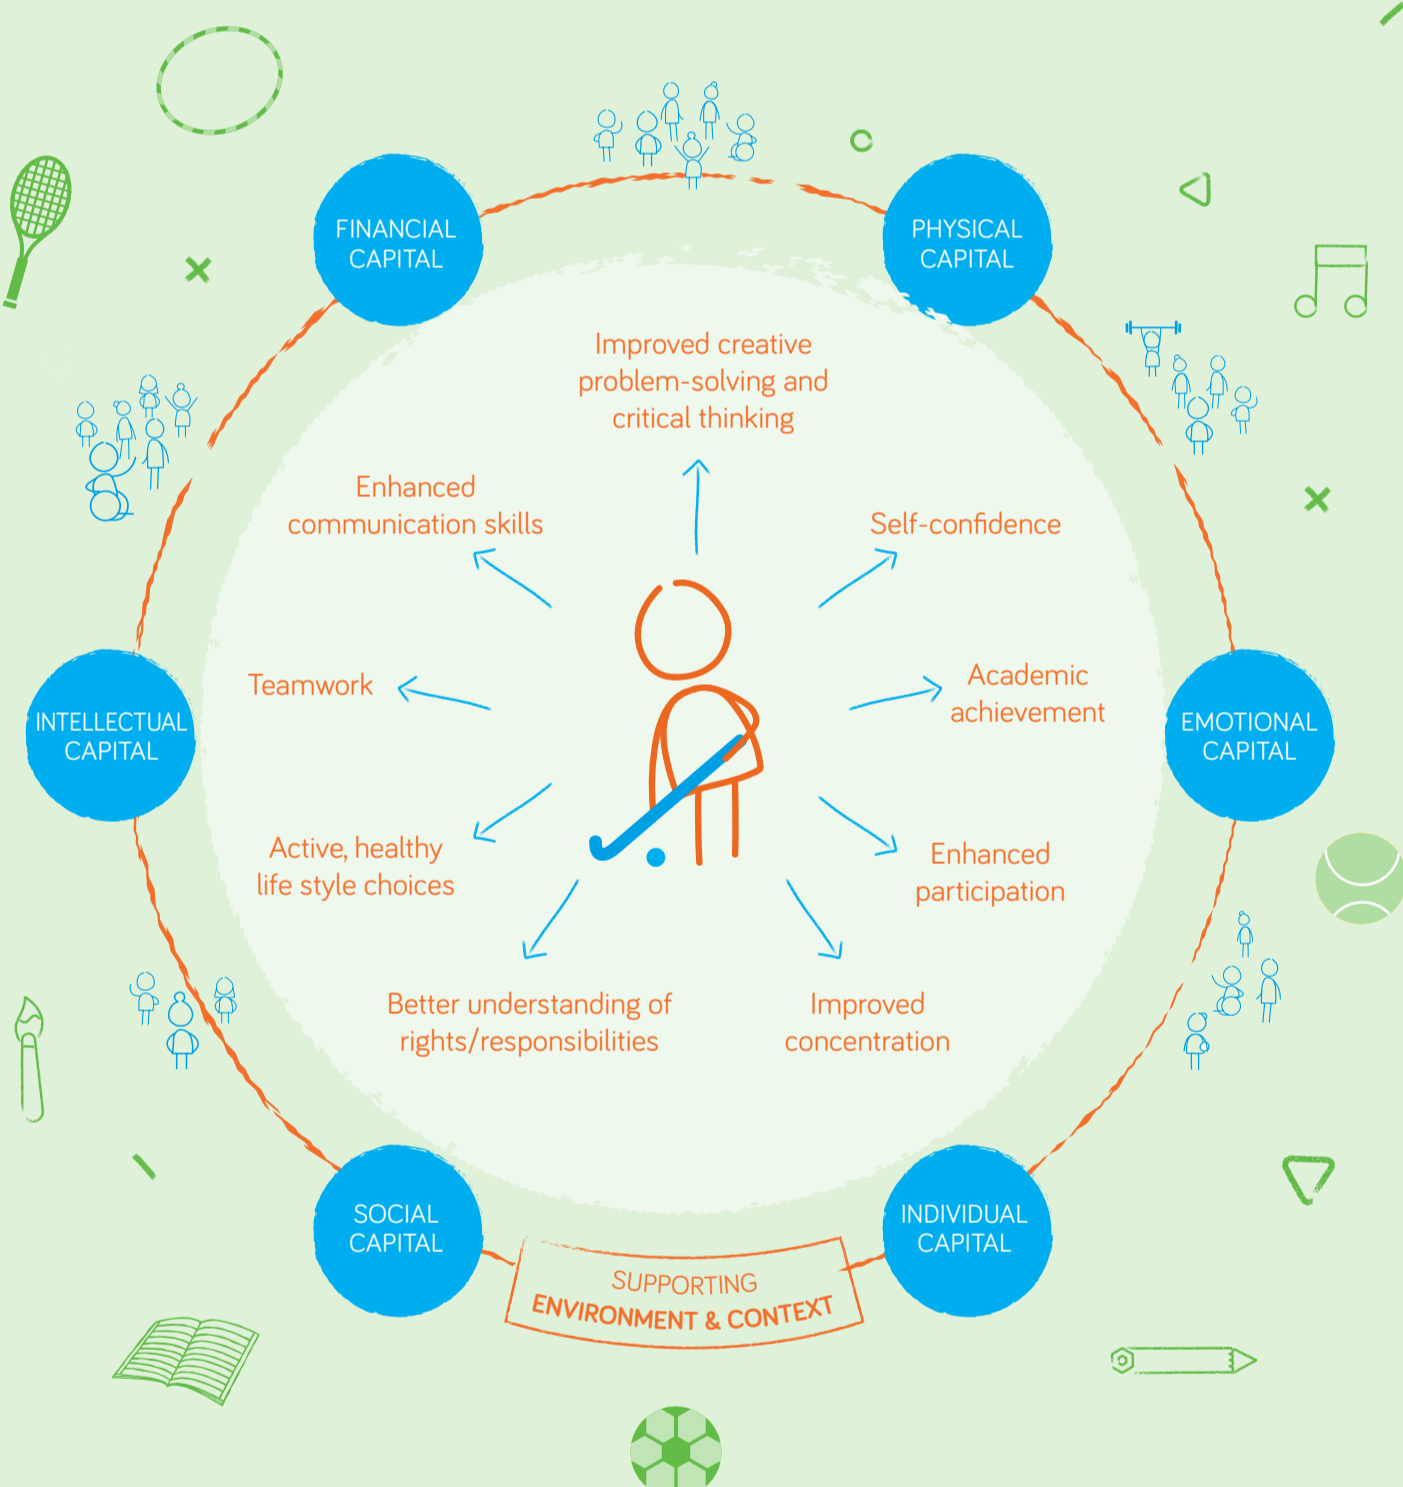 FINANCIAL
CAPITAL
PHYSICAL
CAPITAL
Improved creative
problem-solving and
critical thinking
Enhanced
communication skills
Self-confidence
Teamwork
Academic
achievement
INTELLECTUAL
CAPITAL
EMOTIONAL
CAPITAL
Active, healthy
life style choices
Enhanced
participation
Better understanding of
rights/responsibilities
Improved
concentration
SOCIAL
CAPITAL
INDIVIDUAL
CAPITAL
SUPPORTING
ENVIRONMENT & CONTEXT